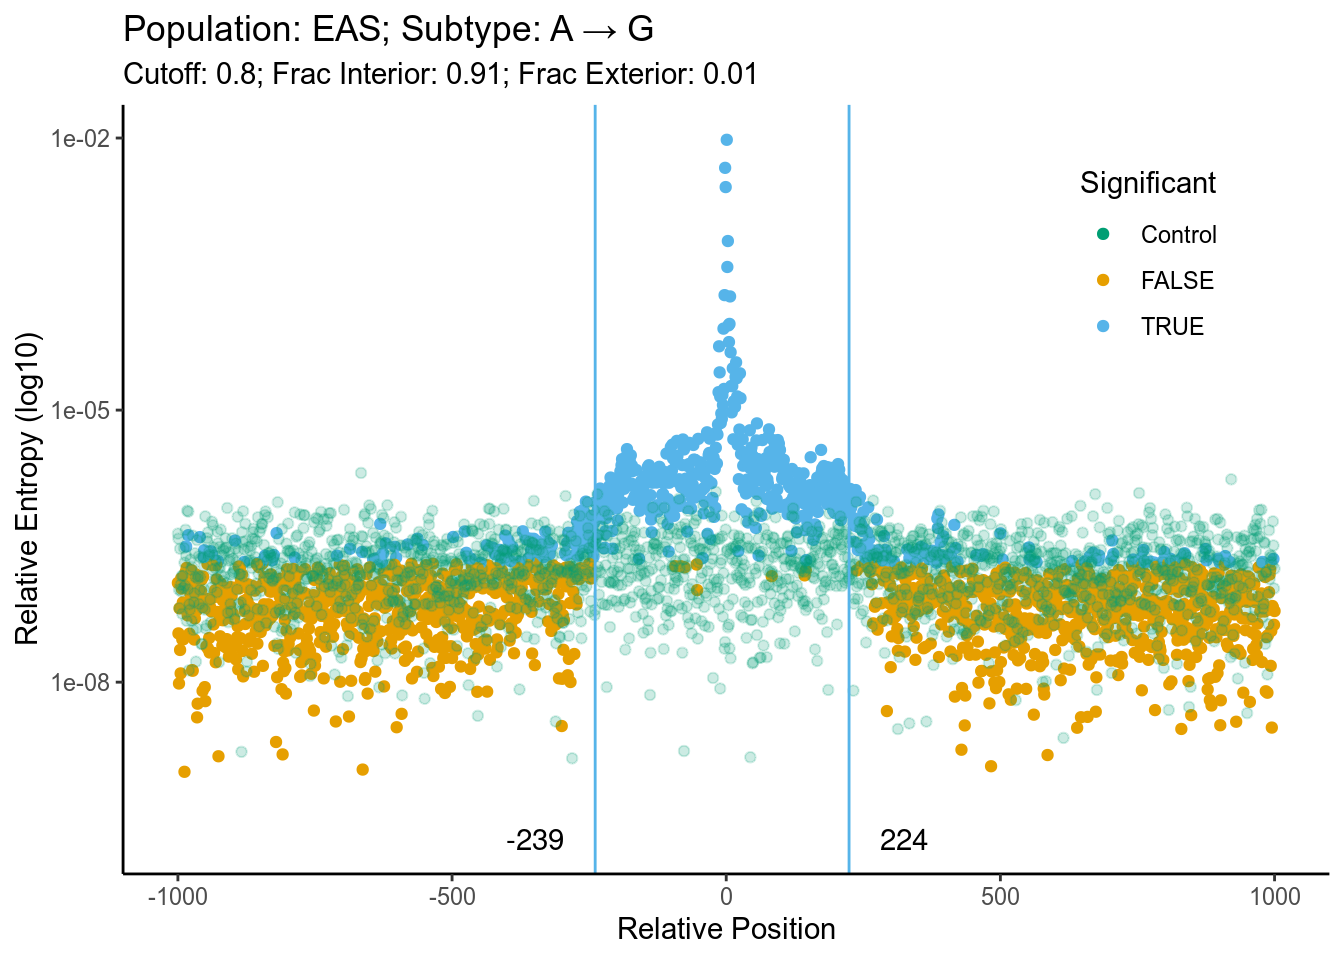 Population: EAS; Subtype: A → G
Cutoff: 0.8; Frac Interior: 0.91; Frac Exterior: 0.01
1e-02
1e-05
1e-08
Relative Entropy (log10)
Significant
Control
FALSE
TRUE
-239
224
-1000
-500
0
500
1000
Relative Position